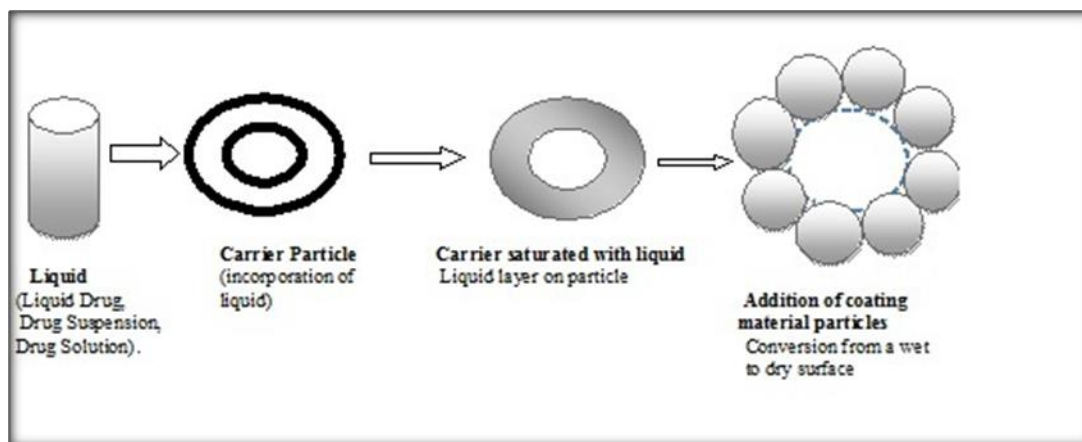 Liquid
(Liquid Drug,
Drug Suspension,
Drug Solution).
Carrier Particle
(incorporation of
liquid)
Carrier saturated with liquid
Liquid layer on particle
Addition of coating
material particles
Conversion from a wet
to dry surface